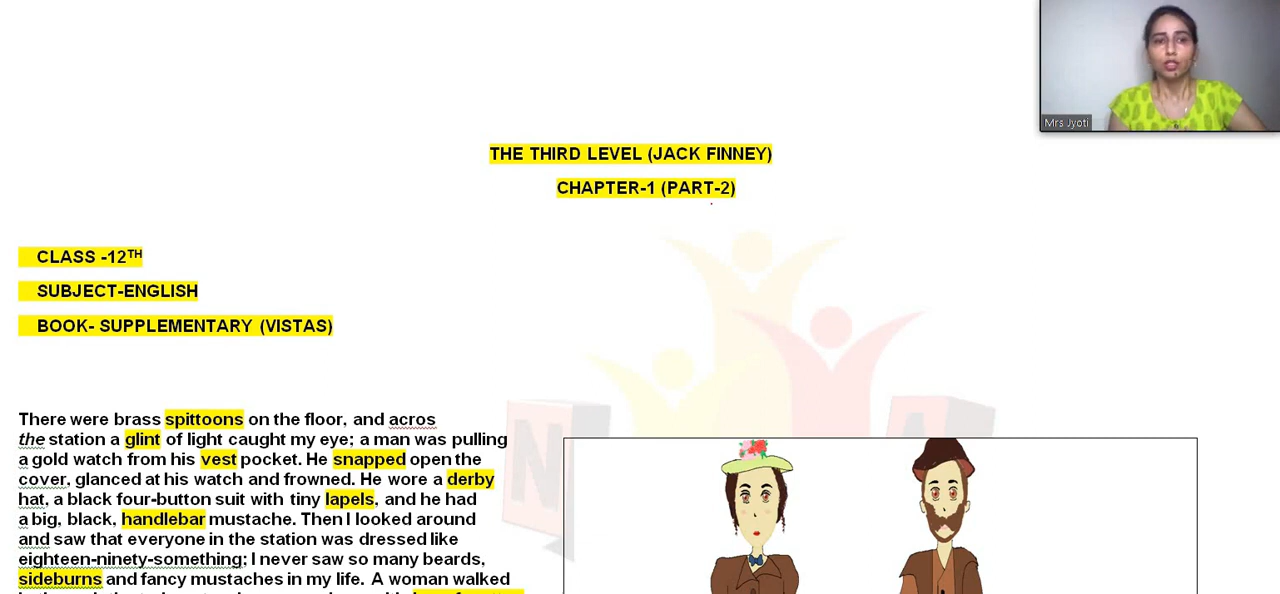 Mrs Jyoti
THE THIRD LEVEL (JACK FINNEY)
CHAPTER-1 (PART-2)
CLASS -12TH
SUBJECT-ENGLISH
BOOK- SUPPLEMENTARY (VISTAS)
There were brass spittoons on the floor, and acros
the station a glint of light caught my eye; a man was pulling
a gold watch from his vest pocket. He snapped open the
cover, glanced at his watch and frowned. He wore a derby
hat, a black four-button suit with tiny lapels, and he had
a big, black, handlebar mustache. Then I looked around
and saw that everyone in the station was dressed like
eighteen-ninety-something; I never saw so many beards,
sideburns and fancy mustaches in my life. A woman walked